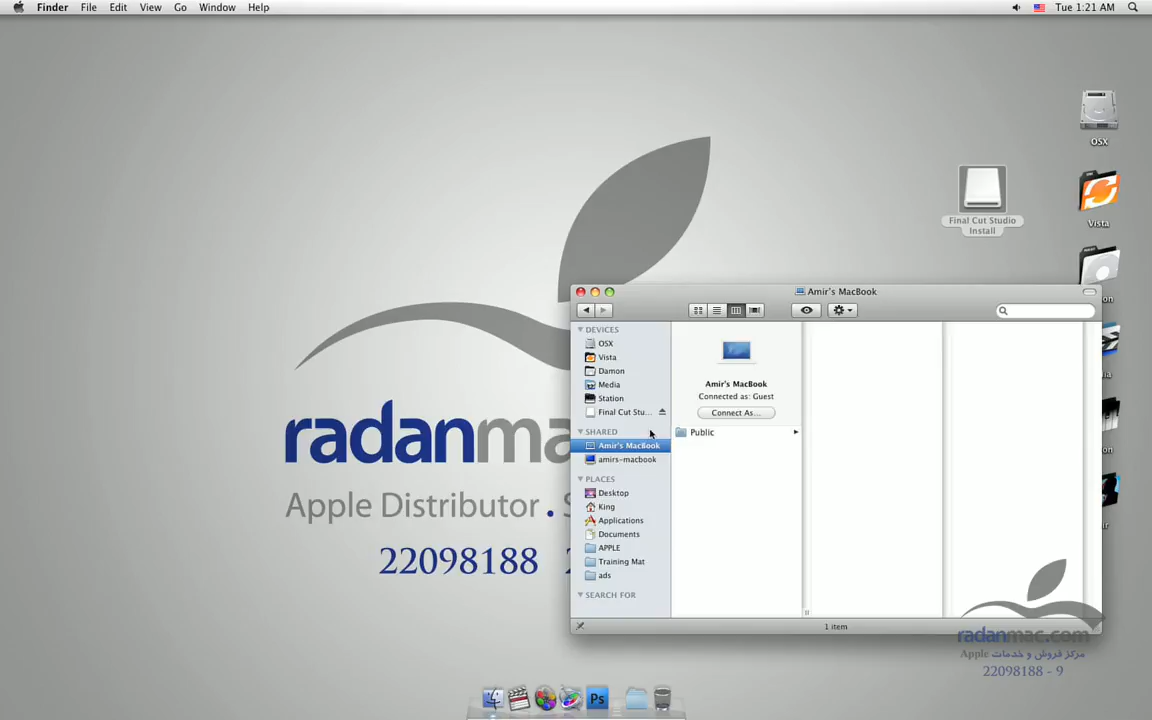 Finder File Edit View Go Window Help
Tue 1:21 AM
OSX
Final Cut Studio
Install
Vista
Amir's MacBook
DEVICES
OSX
Vista
Damon
Media
Station
Final Cut Stu...
SHARED
Amir's MacBook
amirs-macbook
PLACES
Desktop
King
Applications
Documents
APPLE
Training Mat
ads
SEARCH FOR
Amir's MacBook
Connected as: Guest
Connect As...
Public
1 item
radanma
Apple Distributor . S
22098188
Ps
radanmac.com
مرکز فروش و خدمات Apple
22098188 - 9